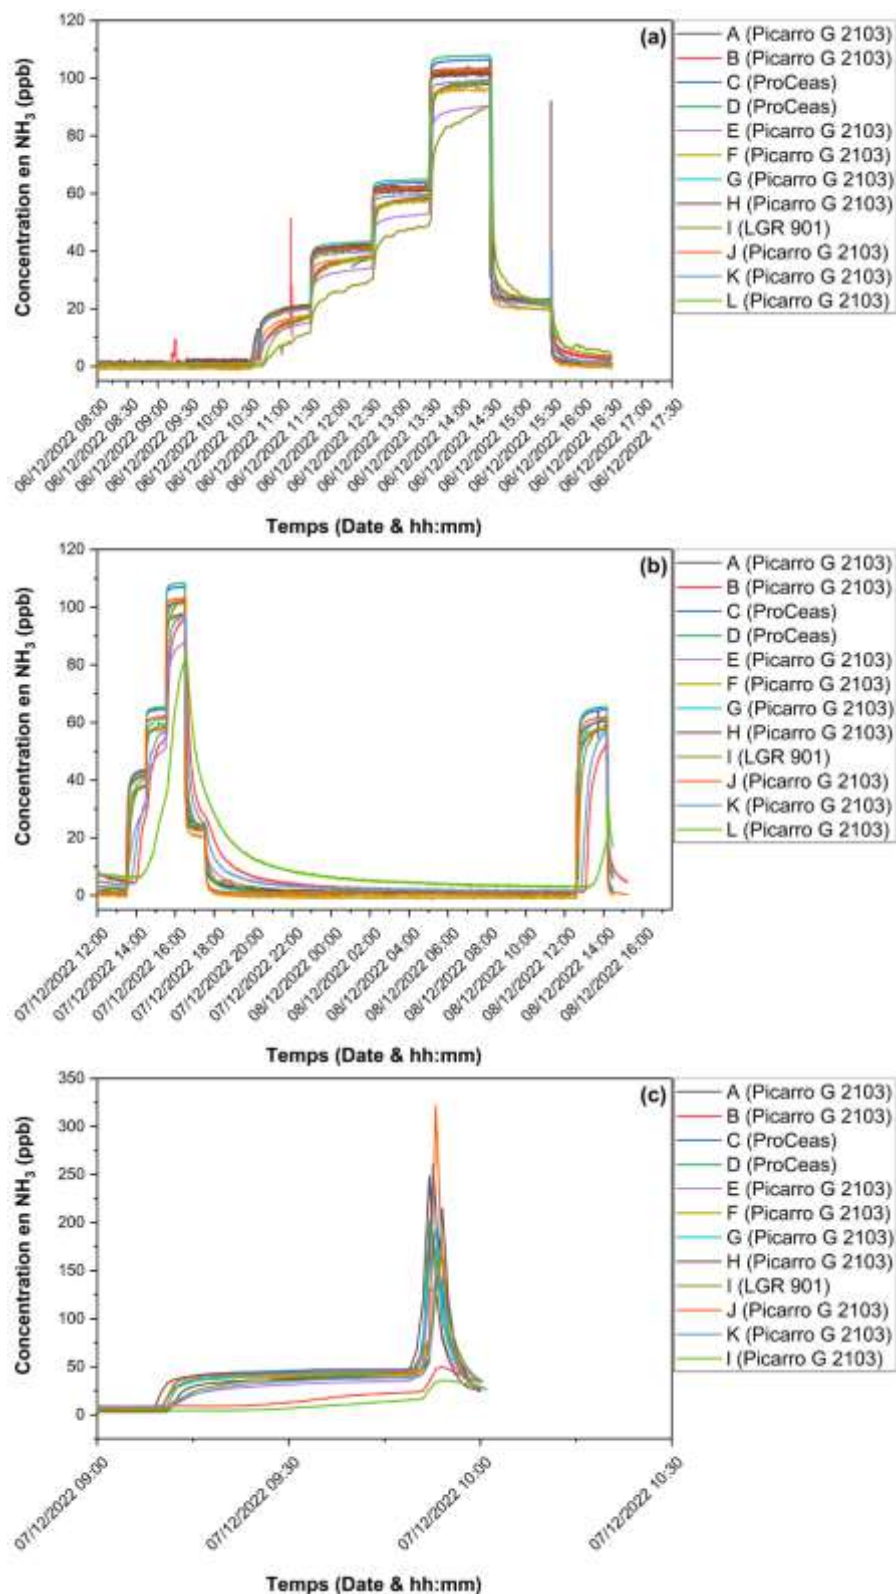 (a)
Concentration en NH3 (ppb)
120
100
80
60
40
20
0
06/12/2022 08:00
06/12/2022 08:30
06/12/2022 09:00
06/12/2022 09:30
06/12/2022 10:00
06/12/2022 10:30
06/12/2022 11:00
06/12/2022 11:30
06/12/2022 12:00
06/12/2022 12:30
06/12/2022 13:00
06/12/2022 13:30
06/12/2022 14:00
06/12/2022 14:30
06/12/2022 15:00
06/12/2022 15:30
06/12/2022 16:00
06/12/2022 16:30
06/12/2022 17:00
06/12/2022 17:30
Temps (Date & hh:mm)
A (Picarro G 2103)
B (Picarro G 2103)
C (ProCeas)
D (ProCeas)
E (Picarro G 2103)
F (Picarro G 2103)
G (Picarro G 2103)
H (Picarro G 2103)
I (LGR 901)
J (Picarro G 2103)
K (Picarro G 2103)
L (Picarro G 2103)
(b)
Concentration en NH3 (ppb)
120
100
80
60
40
20
0
07/12/2022 12:00
07/12/2022 14:00
07/12/2022 16:00
07/12/2022 18:00
07/12/2022 20:00
07/12/2022 22:00
08/12/2022 00:00
08/12/2022 02:00
08/12/2022 04:00
08/12/2022 06:00
08/12/2022 08:00
08/12/2022 10:00
08/12/2022 12:00
08/12/2022 14:00
08/12/2022 16:00
Temps (Date & hh:mm)
A (Picarro G 2103)
B (Picarro G 2103)
C (ProCeas)
D (ProCeas)
E (Picarro G 2103)
F (Picarro G 2103)
G (Picarro G 2103)
H (Picarro G 2103)
I (LGR 901)
J (Picarro G 2103)
K (Picarro G 2103)
L (Picarro G 2103)
(c)
Concentration en NH3 (ppb)
350
300
250
200
150
100
50
0
07/12/2022 09:00
07/12/2022 09:30
07/12/2022 10:00
07/12/2022 10:30
Temps (Date & hh:mm)
A (Picarro G 2103)
B (Picarro G 2103)
C (ProCeas)
D (ProCeas)
E (Picarro G 2103)
F (Picarro G 2103)
G (Picarro G 2103)
H (Picarro G 2103)
I (LGR 901)
J (Picarro G 2103)
K (Picarro G 2103)
l (Picarro G 2103)